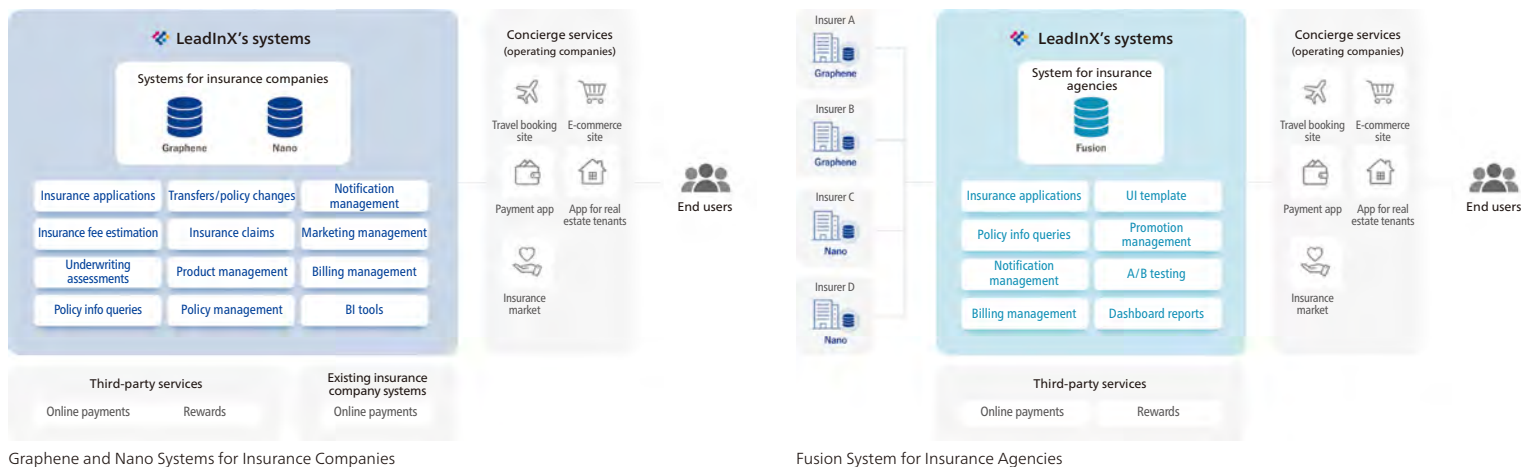 LeadInX's systems
Systems for insurance companies
Graphene
Nano
Insurance applications
Transfers/policy changes
Notification
management
Insurance fee estimation
Insurance claims
Marketing management
Underwriting
assessments
Product management
Billing management
Policy info queries
Policy management
BI tools
Third-party services
Online payments
Rewards
Existing insurance
company systems
Online payments
Concierge services
(operating companies)
Travel booking
site
E-commerce
site
Payment app
App for real
estate tenants
Insurance
market
End users
Graphene and Nano Systems for Insurance Companies
Insurer A
Graphene
Insurer B
Graphene
Insurer C
Nano
Insurer D
Nano
LeadInX's systems
System for insurance
agencies
Fusion
Insurance applications
UI template
Policy info queries
Promotion
management
Notification
management
A/B testing
Billing management
Dashboard reports
Third-party services
Online payments
Rewards
Concierge services
(operating companies)
Travel booking
site
E-commerce
site
Payment app
App for real
estate tenants
Insurance
market
End users
Fusion System for Insurance Agencies